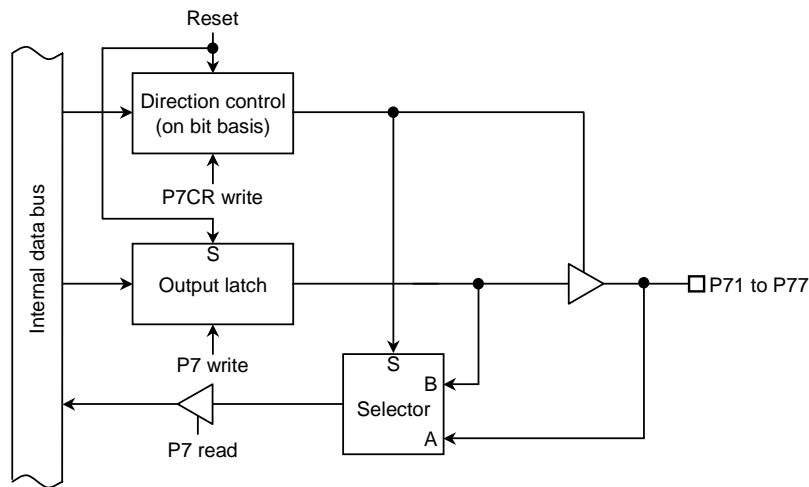 Reset
Direction control
(on bit basis)
P7CR write
Internal data bus
S
Output latch
P71 to P77
P7 write
S
B
Selector
A
P7 read